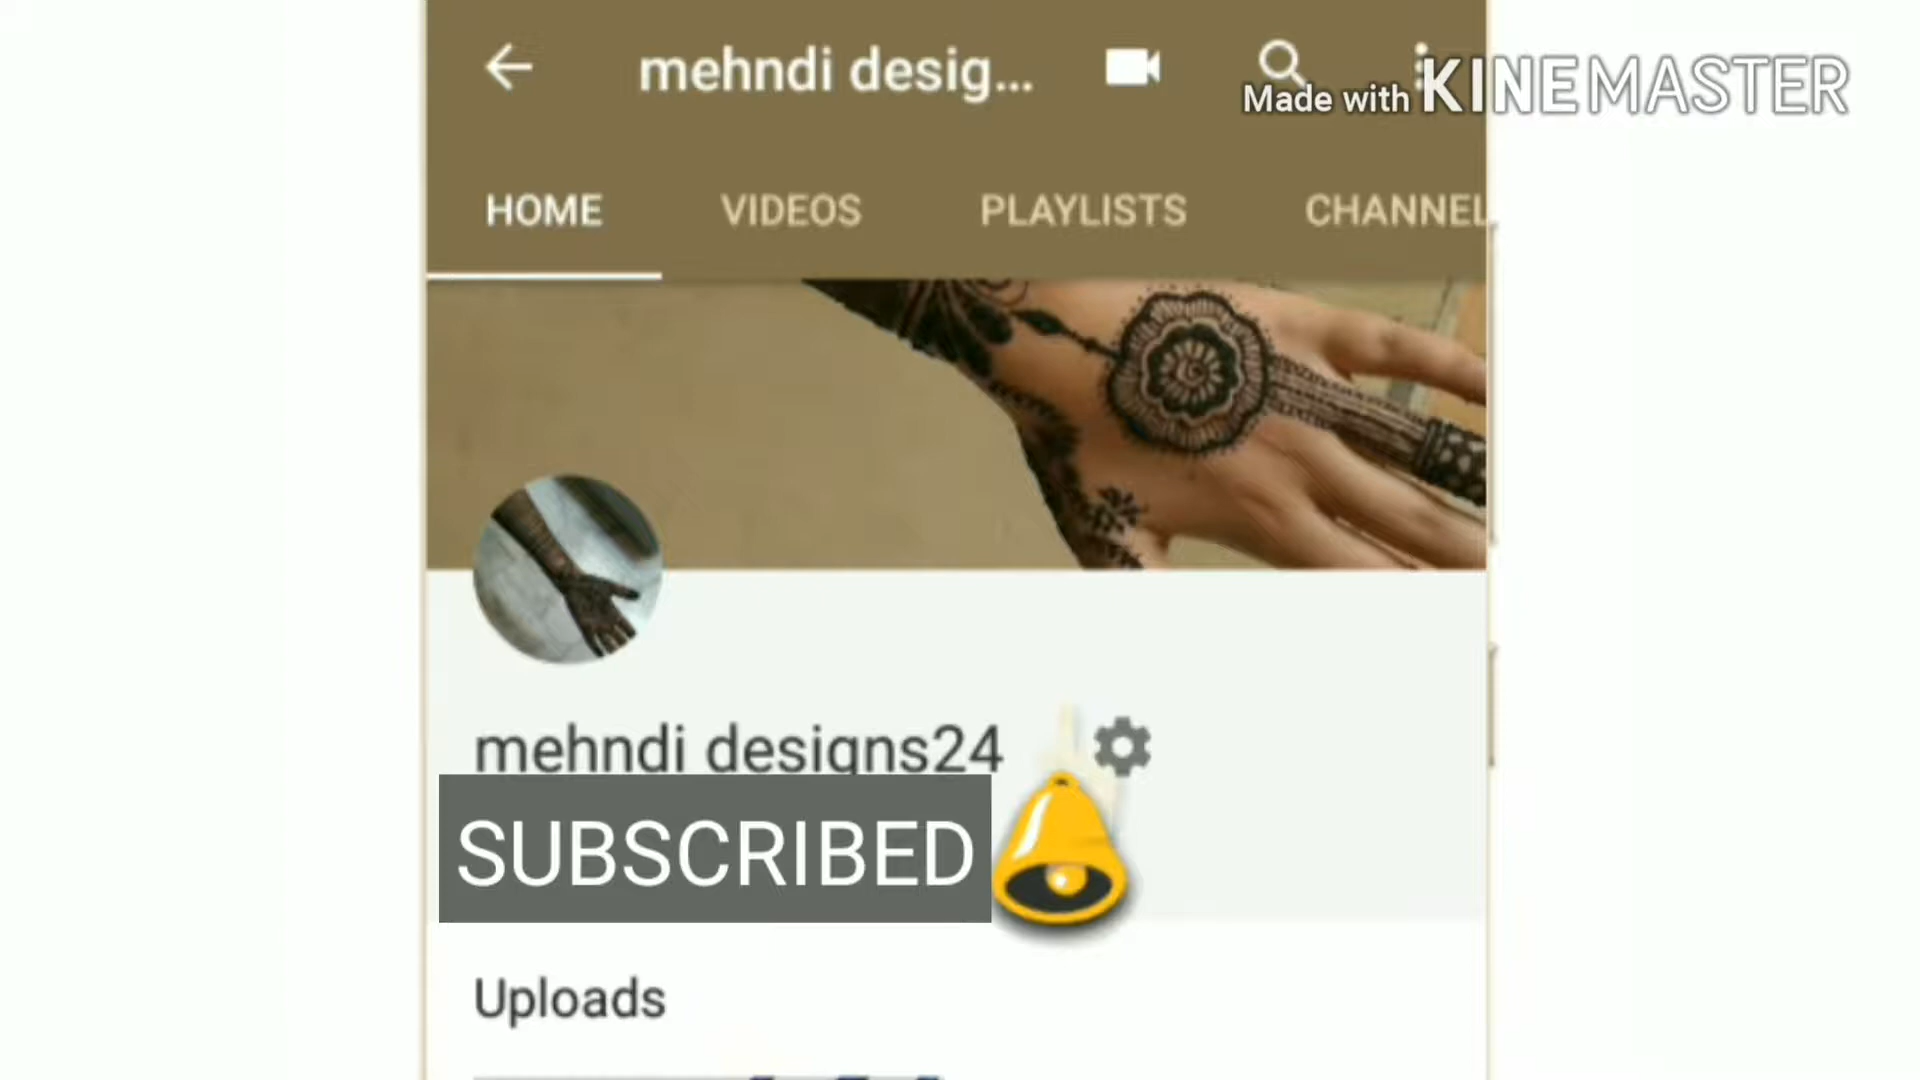 mehndi desig...
Made with KINEMASTER
HOME VIDEOS PLAYLISTS CHANNEL
mehndi designs24
SUBSCRIBED
Uploads